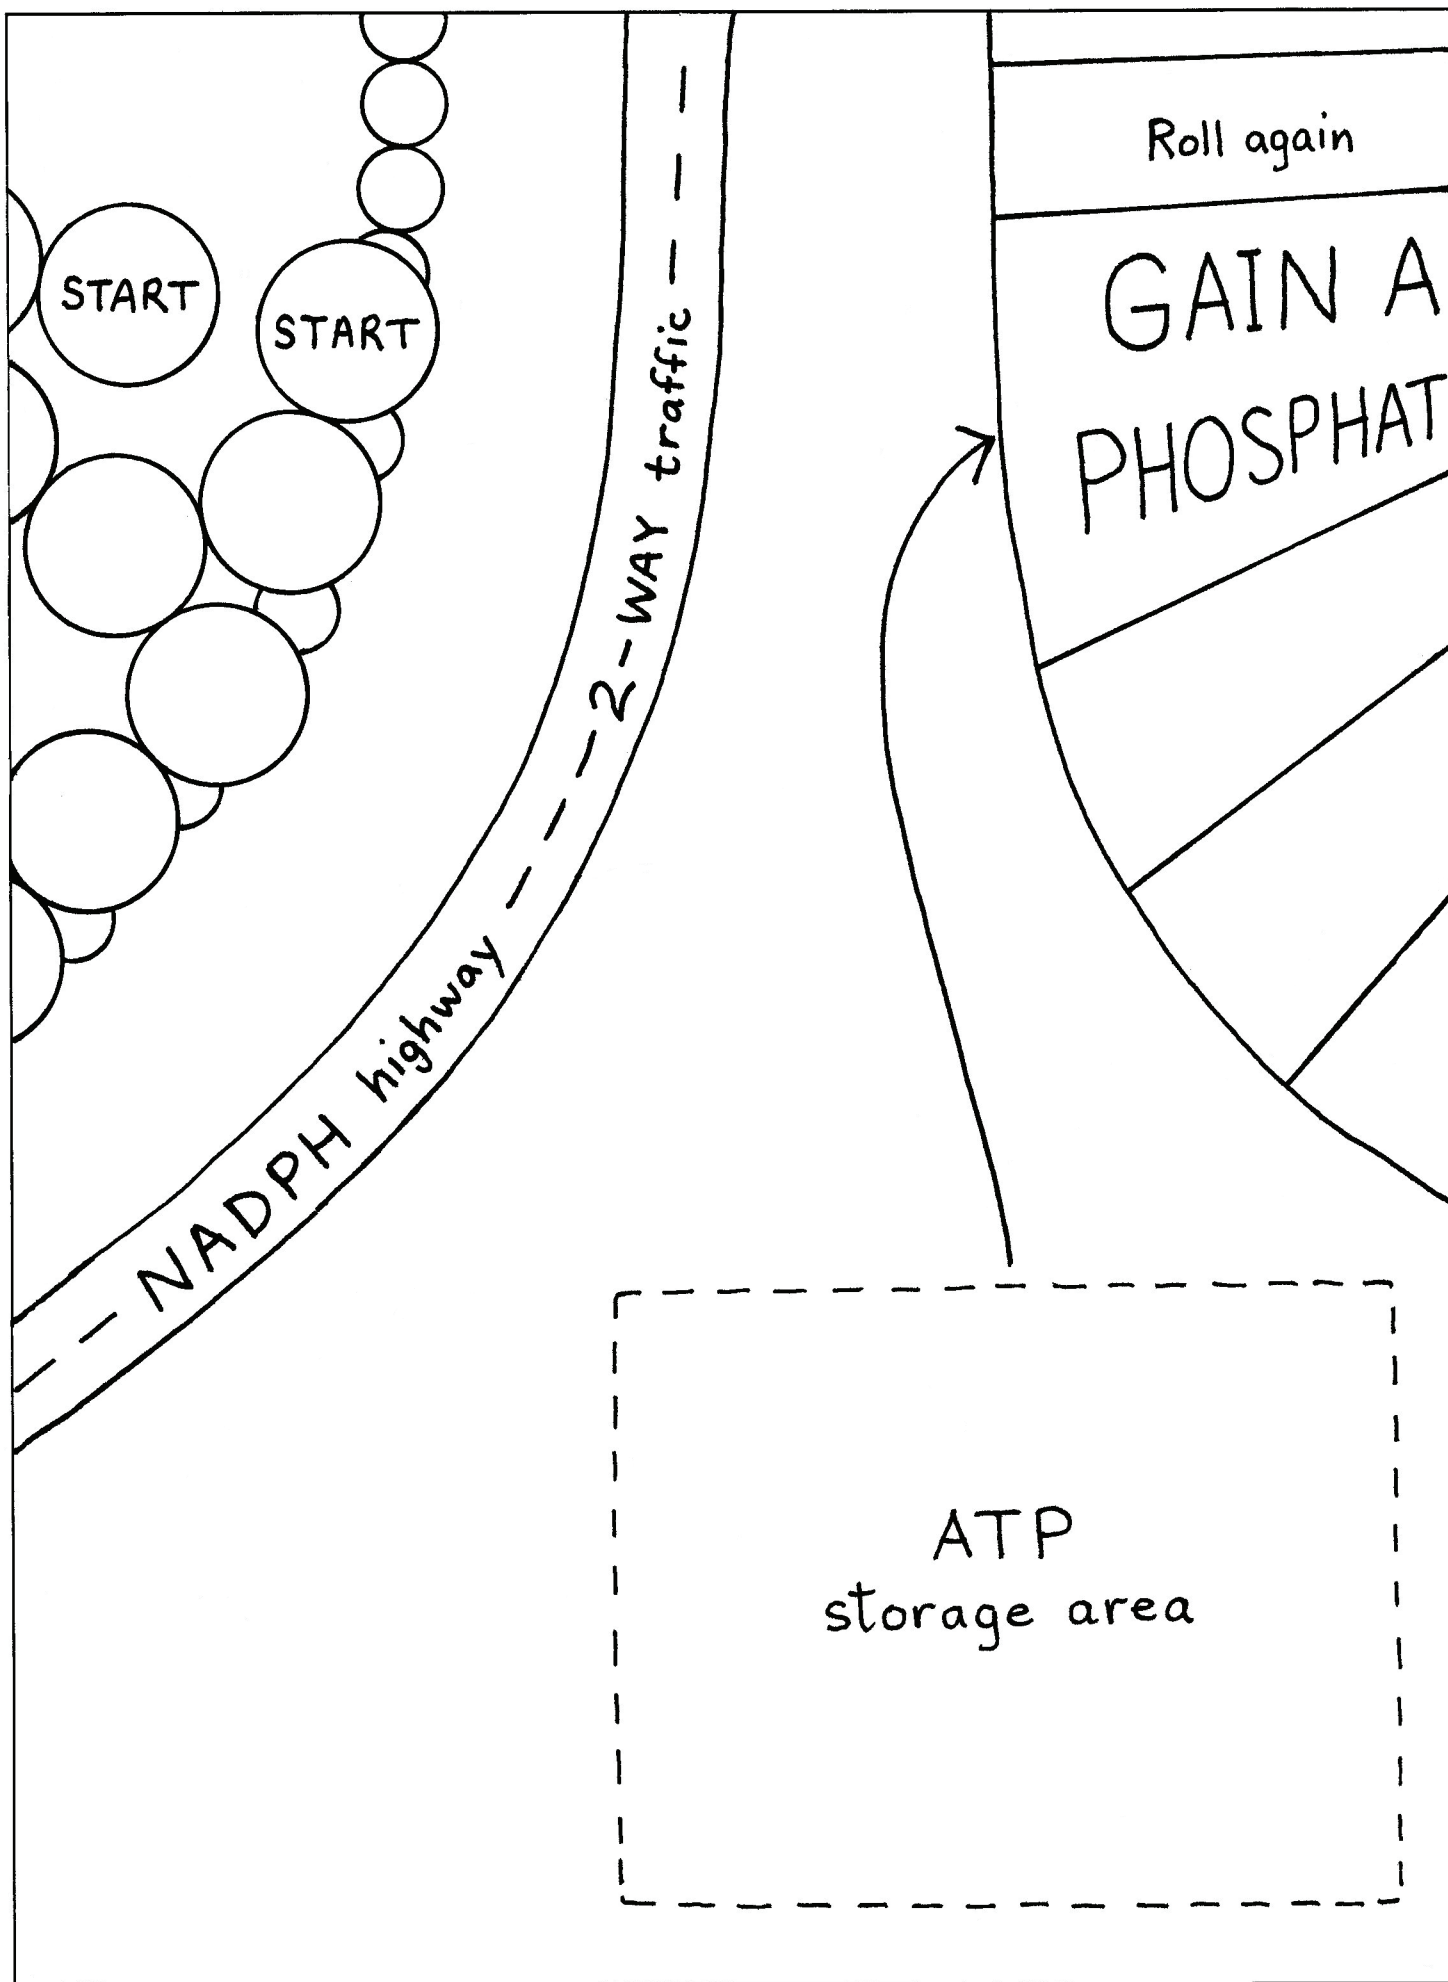 Roll again
GAIN A
PHOSPHAT
START
START
NADPH highway 2-WAY traffic
ATP
storage area